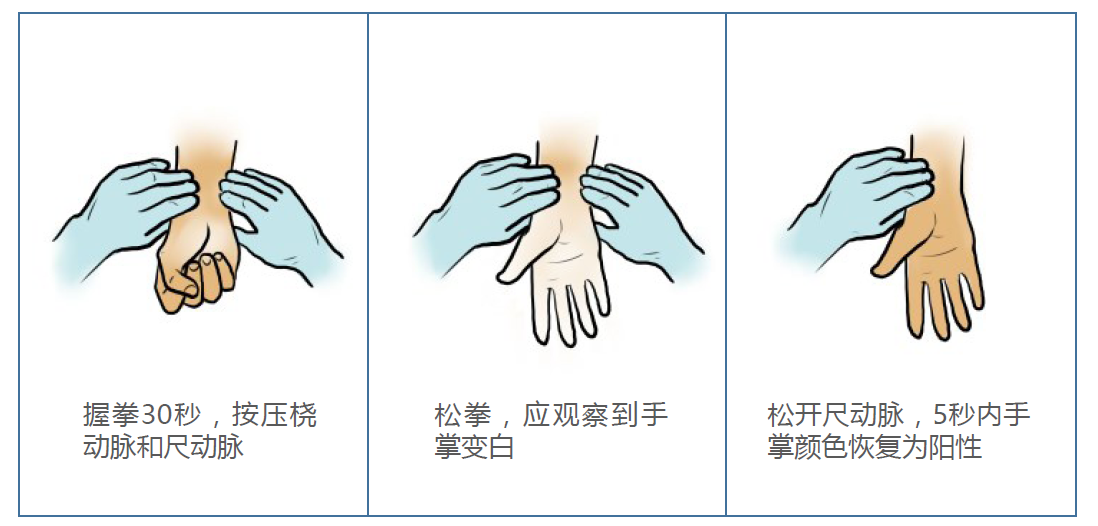 握拳30秒，按压桡
动脉和尺动脉
松拳，应观察到手
掌变白
松开尺动脉，5秒内手
掌颜色恢复为阳性